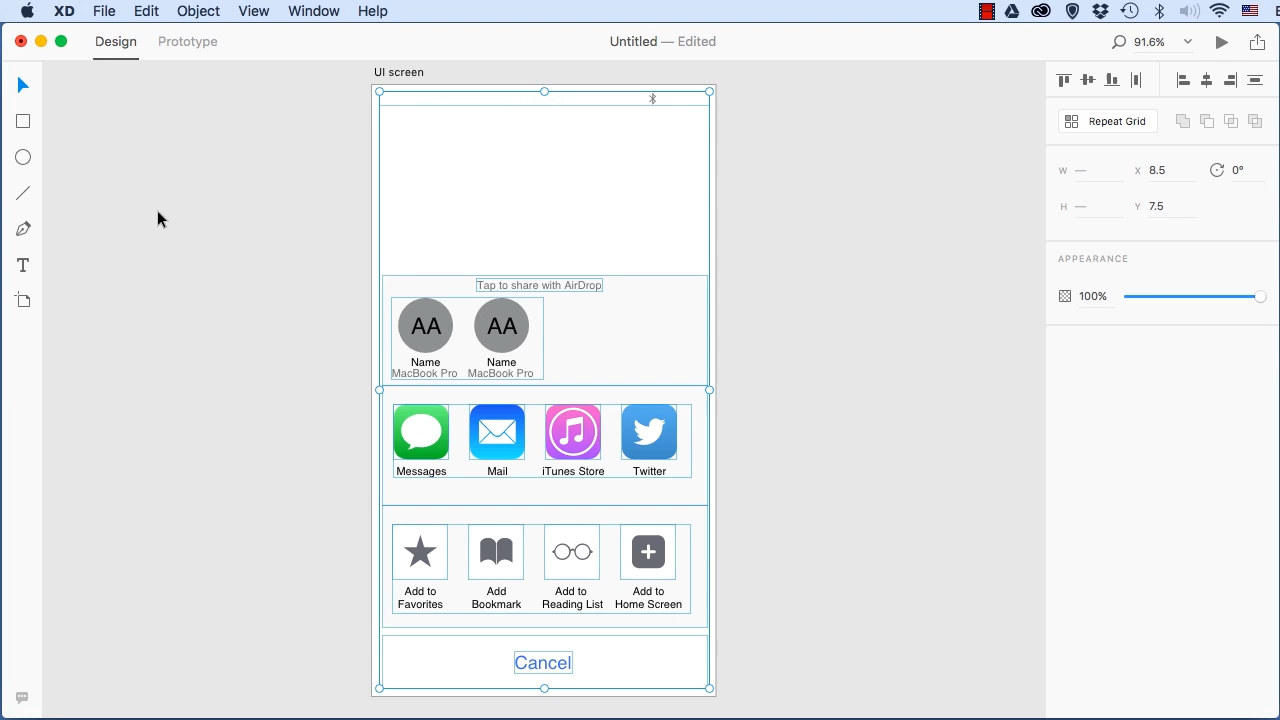 XD File Edit Object View Window Help
Design Prototype
Untitled — Edited
91.6%
UI screen
Repeat Grid
W — X 8.5 0°
H — Y 7.5
APPEARANCE
100%
Tap to share with AirDrop
AA AA
Name Name
MacBook Pro MacBook Pro
Messages Mail iTunes Store Twitter
Add to Add Add to Add to
Favorites Bookmark Reading List Home Screen
Cancel
T